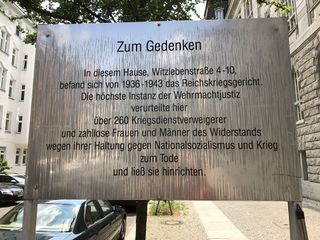 Zum Gedenken
In diesem Hause, Witzlebenstraße 4-10,
befand sich von 1936-1943 das Reichskriegsgericht.
Die höchste Instanz der Wehrmachtjustiz
verurteilte hier
über 260 Kriegsdienstverweigerer
und zahllose Frauen und Männer des Widerstands
wegen ihrer Haltung gegen Nationalsozialismus und Krieg
zum Tode
und ließ sie hinrichten.